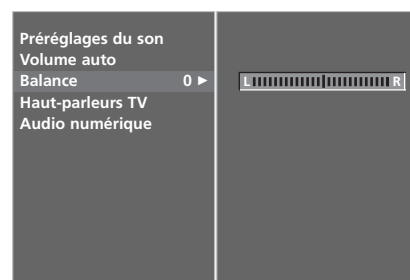 Préréglages du son
Volume auto
Balance 0 ►
L R
Haut-parleurs TV
Audio numérique